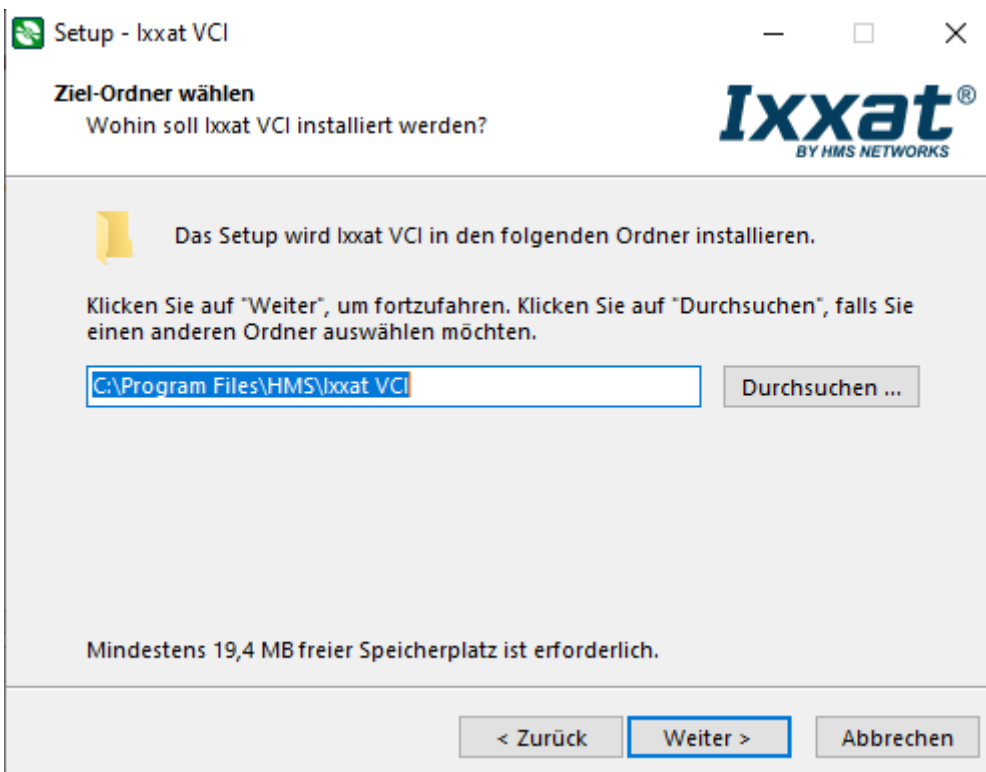 Setup - Ixxat VCI
Ziel-Ordner wählen
Wohin soll Ixxat VCI installiert werden?
Ixxat®
BY HMS NETWORKS
Das Setup wird Ixxat VCI in den folgenden Ordner installieren.
Klicken Sie auf "Weiter", um fortzufahren. Klicken Sie auf "Durchsuchen", falls Sie
einen anderen Ordner auswählen möchten.
C:\Program Files\HMS\Ixxat VCI
Durchsuchen ...
Mindestens 19,4 MB freier Speicherplatz ist erforderlich.
< Zurück
Weiter >
Abbrechen